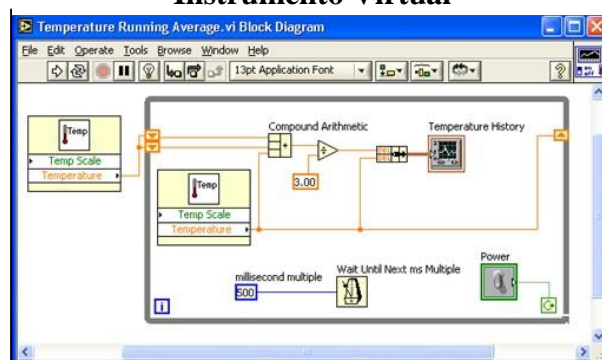 Instrumento Virtual
Temperature Running Average.vi Block Diagram
File Edit Operate Tools Browse Window Help
13pt Application Font
Temp
Temp Scale
Temperature
Compound Arithmetic
Temperature History
3.00
Temp
Temp Scale
Temperature
millisecond multiple
500
Wait Until Next ms Multiple
Power
i